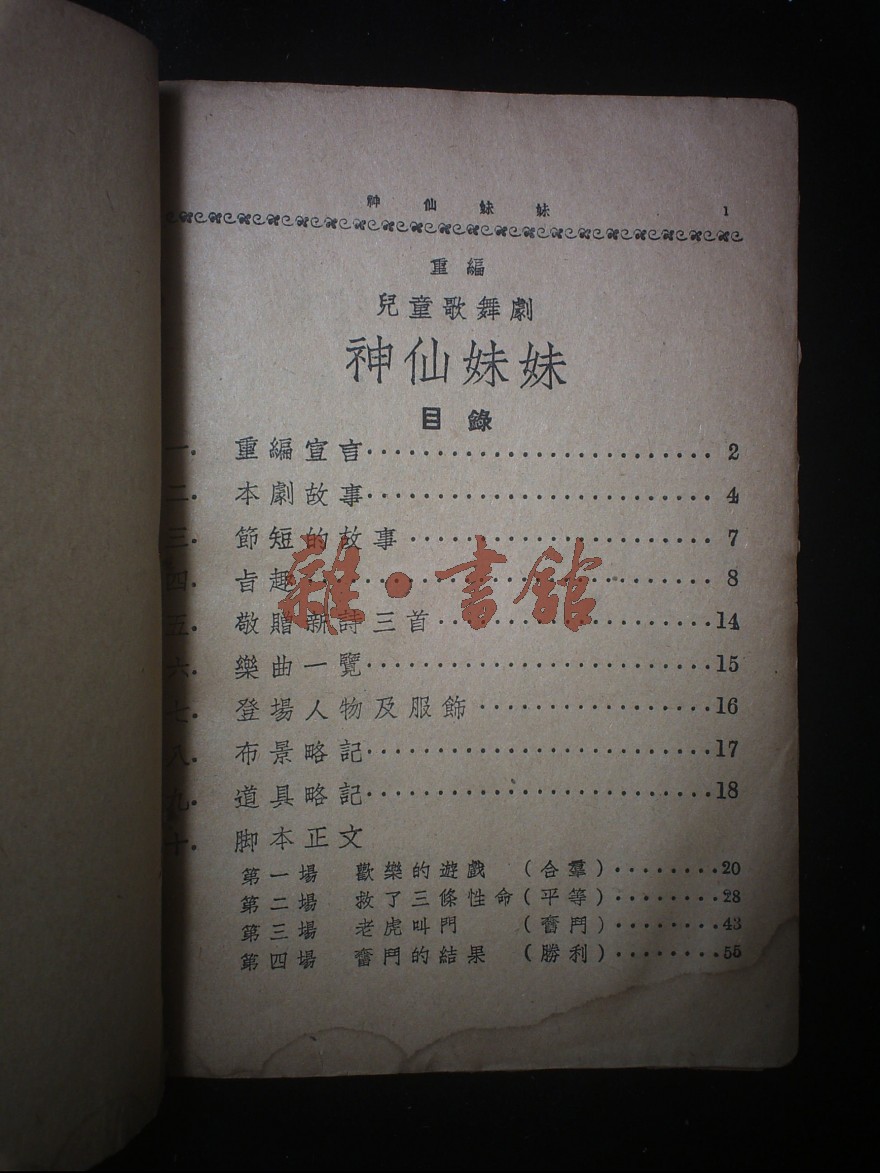 神仙妹妹 1
重編
兒童歌舞劇
神仙妹妹
目錄
一. 重編宣言························2
二. 本劇故事························4
三. 節短的故事·····················7
四. 旨趣····························8
五. 敬贈新詩三首···················14
六. 樂曲一覽························15
七. 登場人物及服飾················16
八. 布景略記························17
九. 道具略記························18
十. 脚本正文
第一場 歡樂的遊戲 (合羣)········20
第二場 救了三條性命(平等)········28
第三場 老虎叫門 (奮鬥)········43
第四場 奮鬥的結果 (勝利)········55
雜·書館